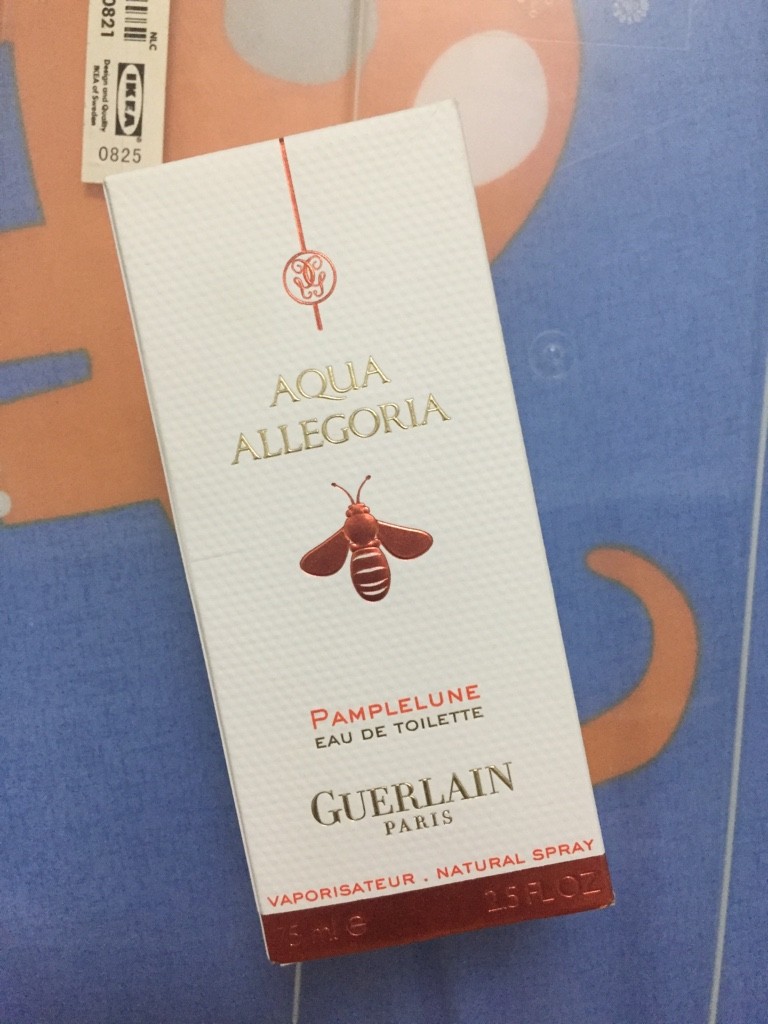 0821
NLC
IKEA
®
Design and Quality
IKEA of Sweden
0825
AQUA
ALLEGORIA
PAMPLELUNE
EAU DE TOILETTE
GUERLAIN
PARIS
VAPORISATEUR . NATURAL SPRAY
75 ml e 2.5 FL.OZ